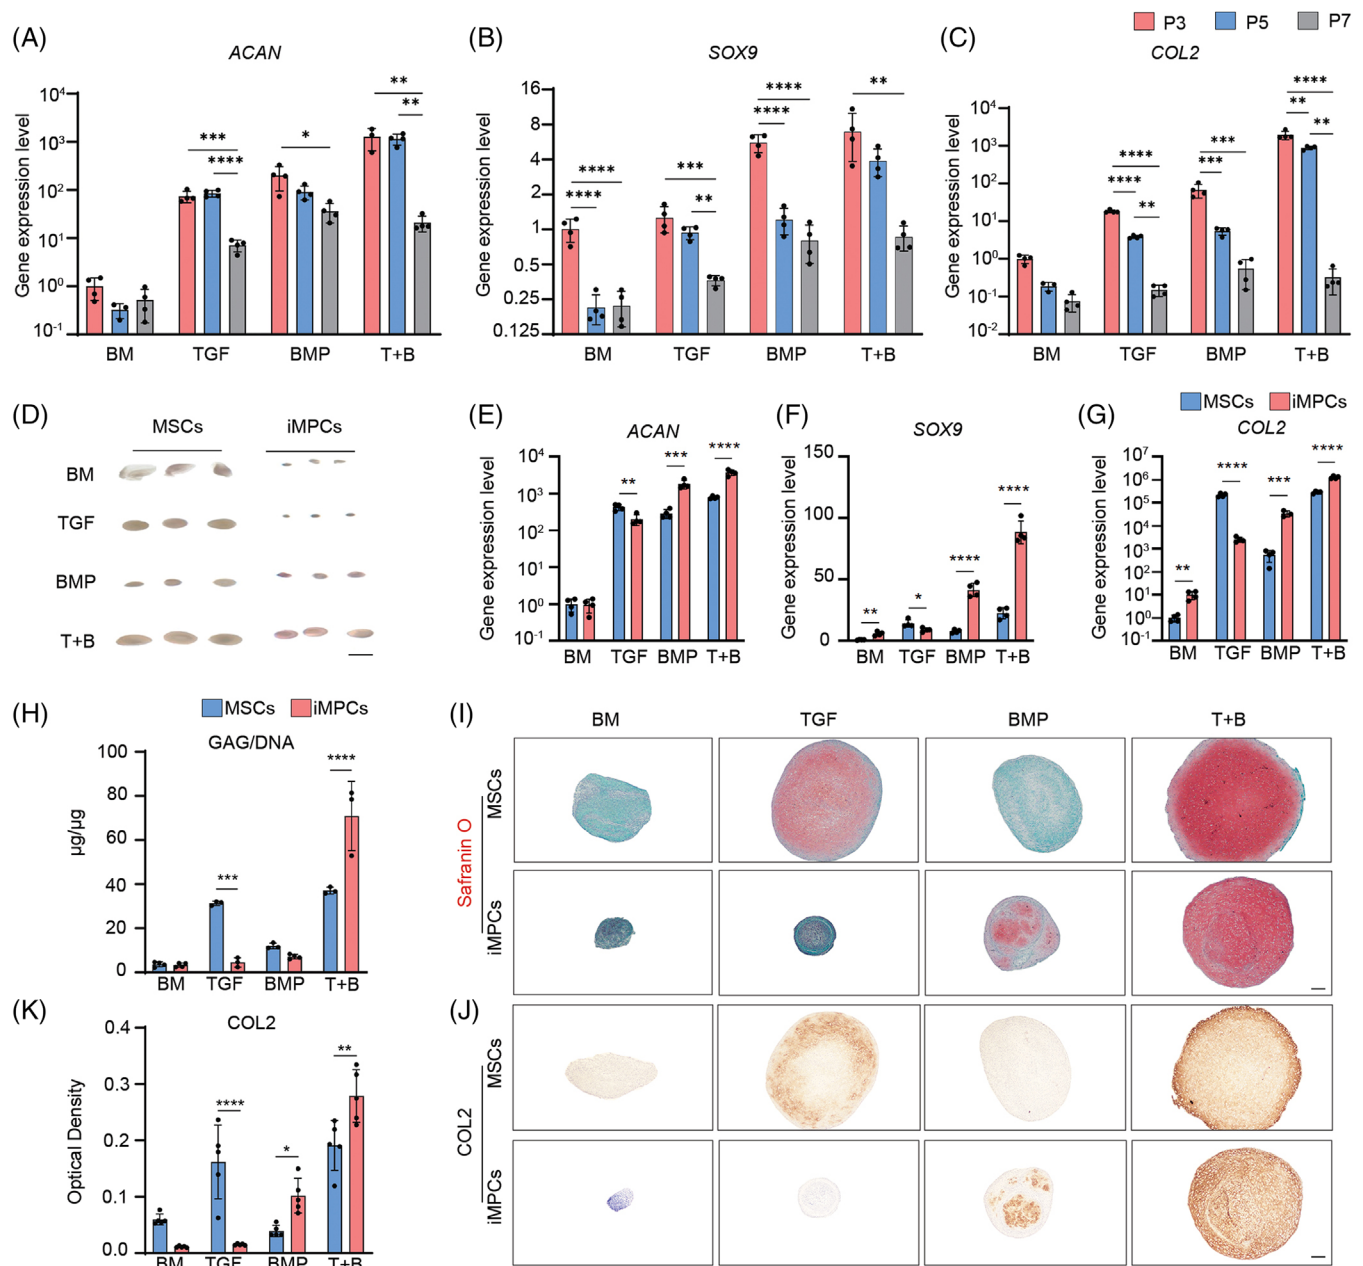 P3 P5 P7
(A) ACAN
Gene expression level
10⁴
10³
10²
10¹
10⁰
10⁻¹
** ** * *** ****
BM TGF BMP T+B
(B) SOX9
Gene expression level
16
8
4
2
1
0.5
0.25
0.125
**** **** *** ** **** **** **
BM TGF BMP T+B
(C) COL2
Gene expression level
10⁴
10³
10²
10¹
10⁰
10⁻¹
10⁻²
**** **** ** *** *** **** ** **
BM TGF BMP T+B
(D)
MSCs iMPCs
BM
TGF
BMP
T+B
(E) ACAN
Gene expression level
10⁴
10³
10²
10⁰
10⁻¹
** *** ****
BM TGF BMP T+B
(F) SOX9
Gene expression level
150
100
50
0
** * **** ****
BM TGF BMP T+B
(G)
MSCs iMPCs
COL2
Gene expression level
10⁷
10⁶
10⁵
10⁴
10³
10²
10¹
10⁰
10⁻¹
** **** *** ****
BM TGF BMP T+B
(H)
MSCs iMPCs
GAG/DNA
µg/µg
100
80
60
40
20
0
*** ****
BM TGF BMP T+B
(I)
BM TGF BMP T+B
Safranin O
MSCs
iMPCs
(K) COL2
Optical Density
0.4
0.3
0.2
0.1
0.0
**** * **
BM TGF BMP T+B
(J)
COL2
MSCs
iMPCs